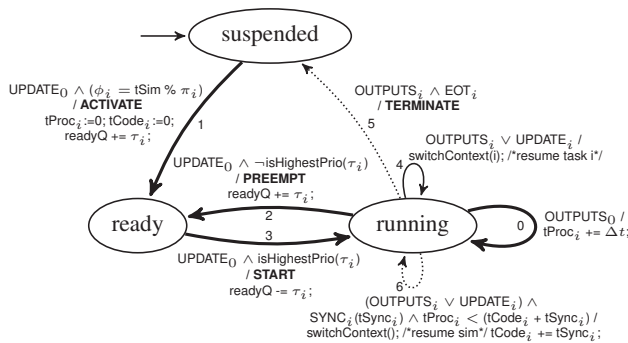 suspended
UPDATE₀ ∧ (ϕᵢ = tSim % πᵢ)
/ ACTIVATE
tProcᵢ:=0; tCodeᵢ:=0;
readyQ += τᵢ;
1
OUTPUTSᵢ ∧ EOTᵢ
/ TERMINATE
5
OUTPUTSᵢ ∨ UPDATEᵢ /
switchContext(i); /*resume task i*/
4
UPDATE₀ ∧ ¬isHighestPrio(τᵢ)
/ PREEMPT
readyQ += τᵢ;
2
ready
running
3
UPDATE₀ ∧ isHighestPrio(τᵢ)
/ START
readyQ -= τᵢ;
0
OUTPUTS₀ /
tProcᵢ += Δt;
6
(OUTPUTSᵢ ∨ UPDATEᵢ) ∧
SYNCᵢ(tSyncᵢ) ∧ tProcᵢ < (tCodeᵢ + tSyncᵢ) /
switchContext(); /*resume sim*/ tCodeᵢ += tSyncᵢ;